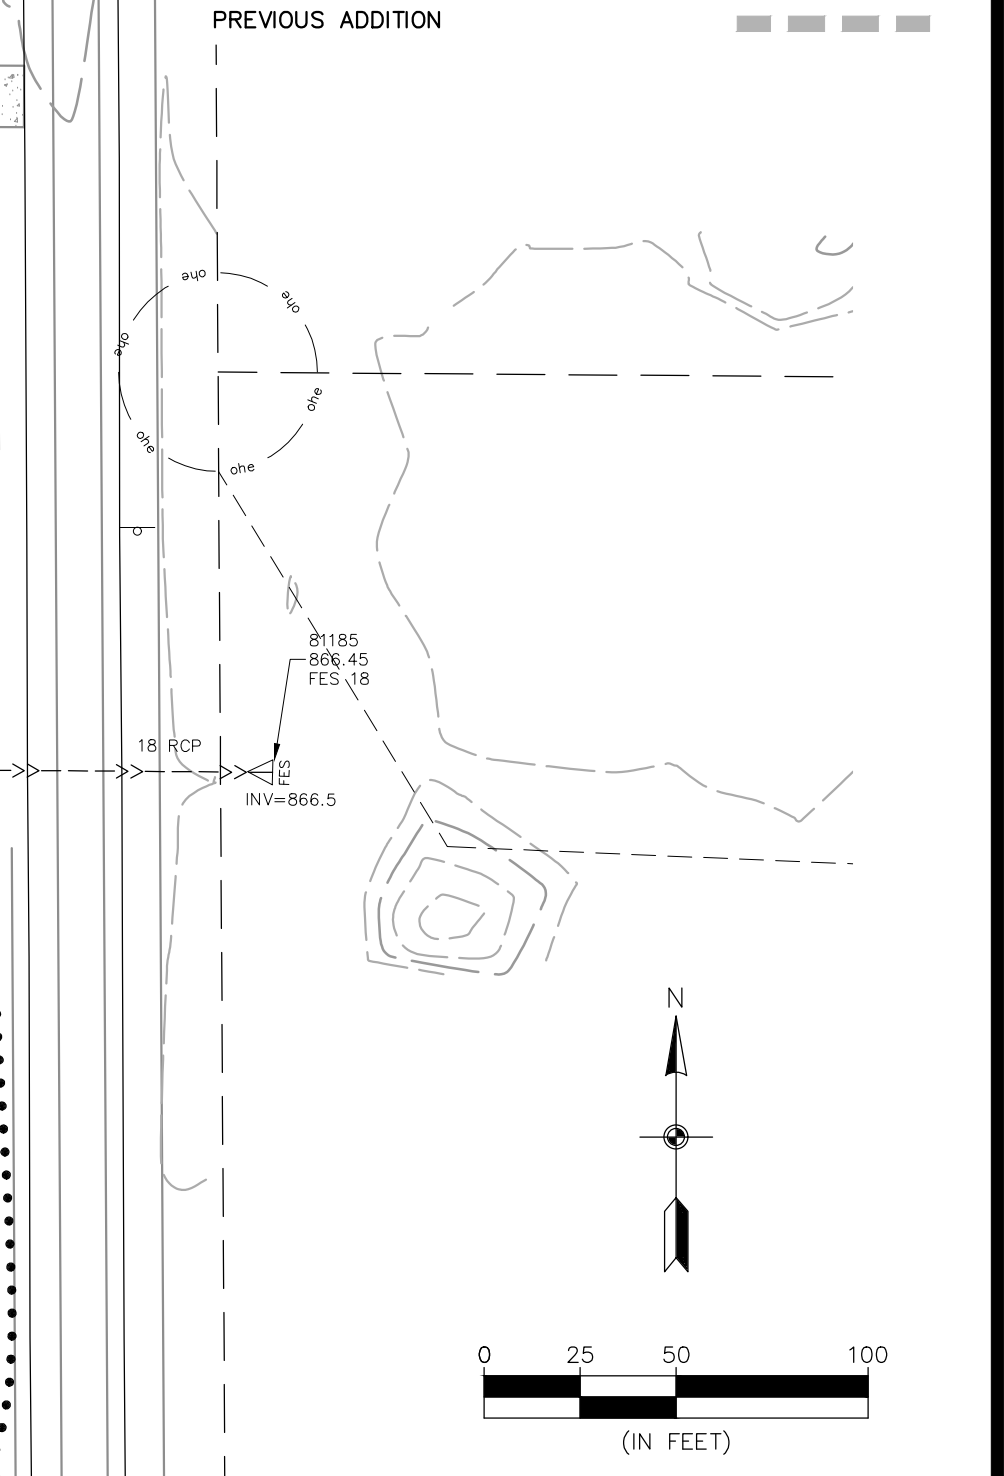 PREVIOUS ADDITION
ohe
ohe
ohe
ohe
ohe
ohe
81185
866.45
FES 18
18 RCP
FES
INV=866.5
N
0 25 50 100
(IN FEET)